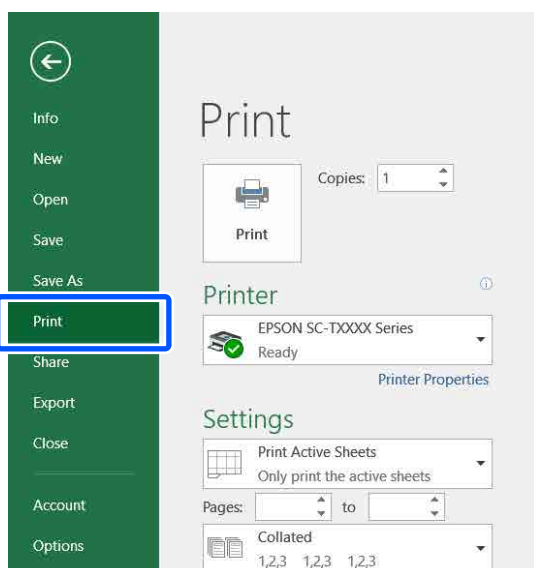 Info
New
Open
Save
Save As
Print
Share
Export
Close
Account
Options
Print
Copies: 1
Print
Printer
EPSON SC-TXXXX Series
Ready
Printer Properties
Settings
Print Active Sheets
Only print the active sheets
Pages: to
Collated
1,2,3 1,2,3 1,2,3